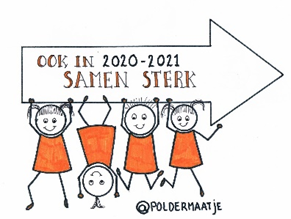 OOK IN 2020-2021
SAMEN STERK
@POLDERMAATJE